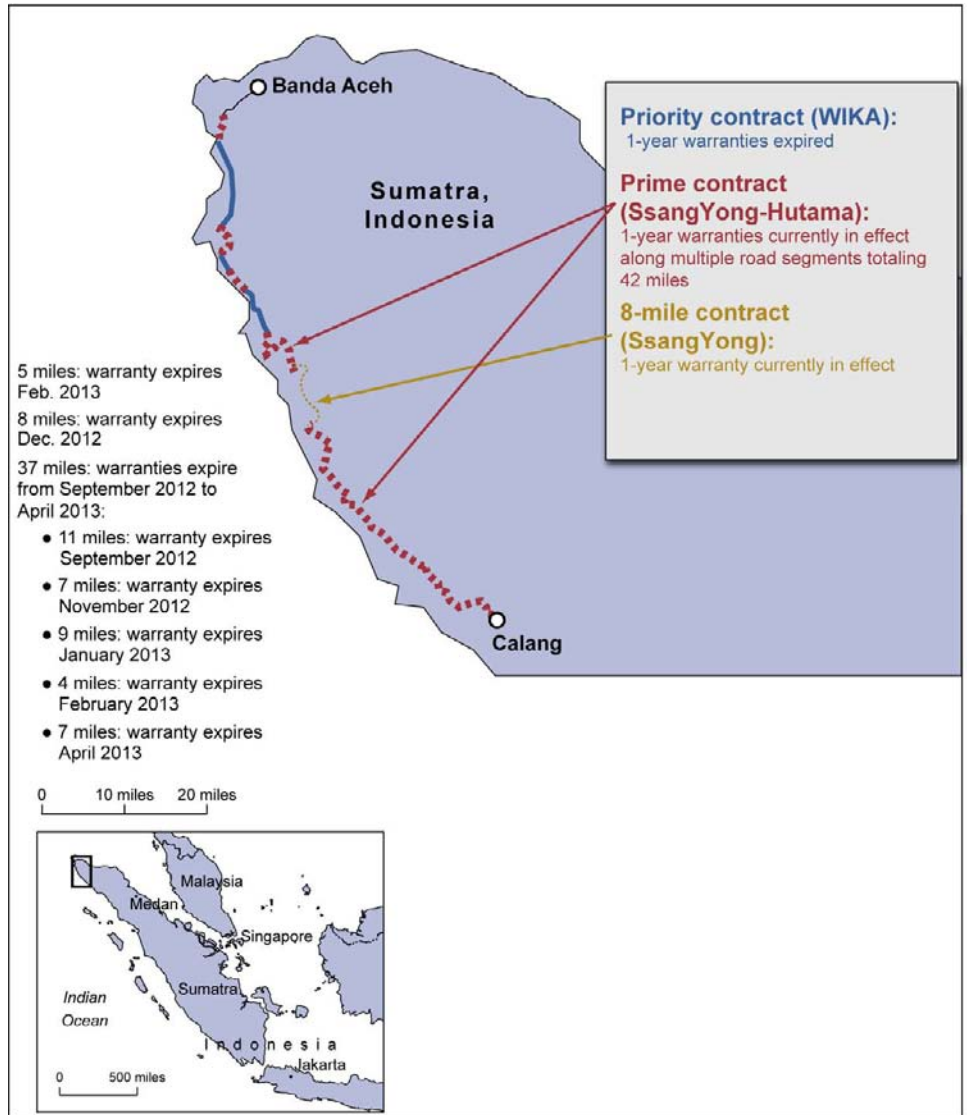 Banda Aceh
Sumatra,
Indonesia
Priority contract (WIKA):
1-year warranties expired
Prime contract
(SsangYong-Hutama):
1-year warranties currently in effect
along multiple road segments totaling
42 miles
8-mile contract
(SsangYong):
1-year warranty currently in effect
5 miles: warranty expires
Feb. 2013
8 miles: warranty expires
Dec. 2012
37 miles: warranties expire
from September 2012 to
April 2013:
• 11 miles: warranty expires
September 2012
• 7 miles: warranty expires
November 2012
• 9 miles: warranty expires
January 2013
• 4 miles: warranty expires
February 2013
• 7 miles: warranty expires
April 2013
Calang
0 10 miles 20 miles
Malaysia
Medan
Singapore
Sumatra
Indian
Ocean
Indonesia
Jakarta
0 500 miles